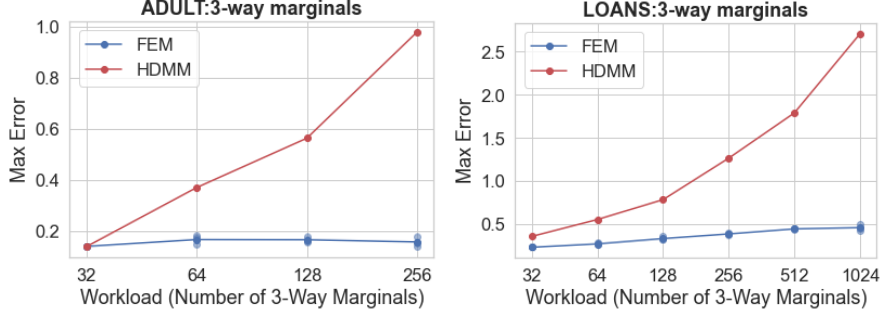 ADULT:3-way marginals
1.0
0.8
0.6
0.4
0.2
Max Error
FEM
HDMM
32 64 128 256
Workload (Number of 3-Way Marginals)
LOANS:3-way marginals
2.5
2.0
1.5
1.0
0.5
Max Error
FEM
HDMM
32 64 128 256 512 1024
Workload (Number of 3-Way Marginals)